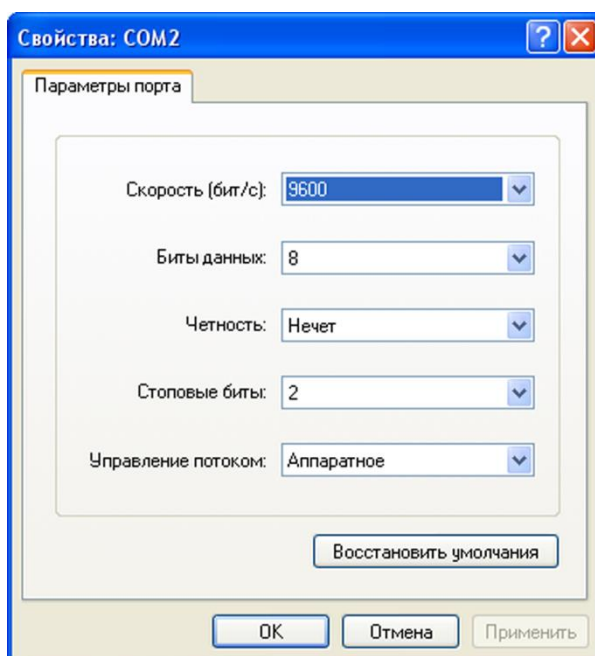 Свойства: COM2
Параметры порта
Скорость (бит/с): 9600
Биты данных: 8
Четность: Нечет
Стоповые биты: 2
Управление потоком: Аппаратное
Восстановить умолчания
OK Отмена Применить